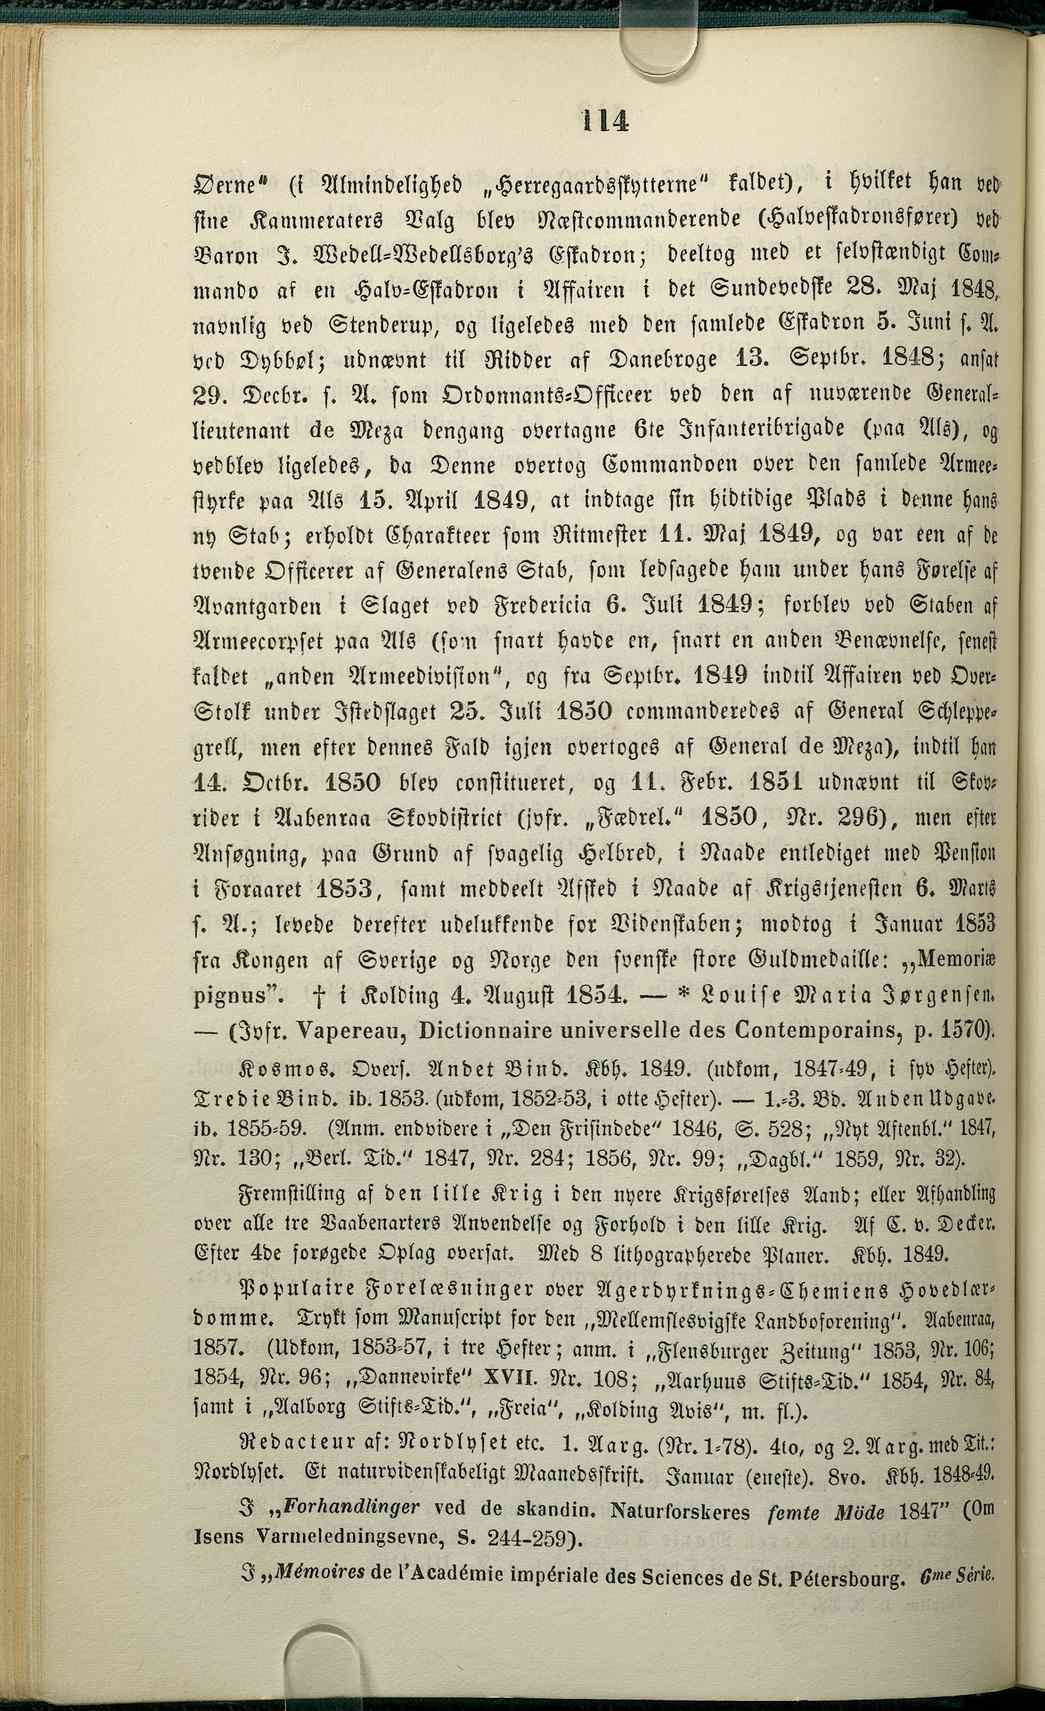 114
Øerne“ (i Almindelighed „Herregaardsskytterne“ kaldet), i hvilket han ved
sine Kammeraters Valg blev Næstcommanderende (Halveskadronsfører) ved
Baron J. Wedell-Wedellsborg's Eskadron; deeltog med et selvstændigt Com-
mando af en Halv-Eskadron i Affairen i det Sundevedske 28. Maj 1848,
navnlig ved Stenderup, og ligeledes med den samlede Eskadron 5. Juni s. A.
ved Dybbøl; udnævnt til Ridder af Danebroge 13. Septbr. 1848; ansat
29. Decbr. s. A. som Ordonnants-Officeer ved den af nuværende General-
lieutenant de Meza dengang overtagne 6te Infanteribrigade (paa Als), og
vedblev ligeledes, da Denne overtog Commandoen over den samlede Armee-
styrke paa Als 15. April 1849, at indtage sin hidtidige Plads i denne hans
ny Stab; erholdt Charakteer som Ritmester 11. Maj 1849, og var een af de
tvende Officerer af Generalens Stab, som ledsagede ham under hans Førelse af
Avantgarden i Slaget ved Fredericia 6. Juli 1849; forblev ved Staben af
Armeecorpset paa Als (som snart havde en, snart en anden Benævnelse, senest
kaldet „anden Armeedivision“, og fra Septbr. 1849 indtil Affairen ved Over-
Stolk under Istedslaget 25. Juli 1850 commanderedes af General Schleppe-
grell, men efter dennes Fald igjen overtoges af General de Meza), indtil han
14. Octbr. 1850 blev constitueret, og 11. Febr. 1851 udnævnt til Skov-
rider i Aabenraa Skovdistrict (jvfr. „Fædrel.“ 1850, Nr. 296), men efter
Ansøgning, paa Grund af svagelig Helbred, i Naade entlediget med Pension
i Foraaret 1853, samt meddeelt Afsked i Naade af Krigstjenesten 6. Marts
s. A.; levede derefter udelukkende for Videnskaben; modtog i Januar 1853
fra Kongen af Sverige og Norge den svenske store Guldmedaille: „Memoriæ
pignus”. † i Kolding 4. August 1854. — * Louise Maria Jørgensen.
— (Jvfr. Vapereau, Dictionnaire universelle des Contemporains, p. 1570).
Kosmos. Overs. Andet Bind. Kbh. 1849. (udkom, 1847-49, i syv Hefter).
Tredie Bind. ib. 1853. (udkom, 1852-53, i otte Hefter). — 1.-3. Bd. Anden Udgave.
ib. 1855-59. (Anm. endvidere i „Den Frisindede“ 1846, S. 528; „Nyt Aftenbl.“ 1847,
Nr. 130; „Berl. Tid.“ 1847, Nr. 284; 1856, Nr. 99; „Dagbl.“ 1859, Nr. 32).
Fremstilling af den lille Krig i den nyere Krigsførelses Aand; eller Afhandling
over alle tre Vaabenarters Anvendelse og Forhold i den lille Krig. Af C. v. Decker.
Efter 4de forøgede Oplag oversat. Med 8 lithographerede Planer. Kbh. 1849.
Populaire Forelæsninger over Agerdyrknings-Chemiens Hovedlær-
domme. Trykt som Manuscript for den „Mellemslesvigske Landboforening“. Aabenraa,
1857. (Udkom, 1853-57, i tre Hefter; anm. i „Flensburger Zeitung“ 1853, Nr. 106;
1854, Nr. 96; „Dannevirke“ XVII. Nr. 108; „Aarhuus Stifts-Tid.“ 1854, Nr. 84,
samt i „Aalborg Stifts-Tid.“, „Freia“, „Kolding Avis“, m. fl.).
Redacteur af: Nordlyset etc. 1. Aarg. (Nr. 1-78). 4to, og 2. Aarg. med Tit.:
Nordlyset. Et naturvidenskabeligt Maanedsskrift. Januar (eneste). 8vo. Kbh. 1848-49.
I „Forhandlinger ved de skandin. Naturforskeres femte Möde 1847” (Om
Isens Varmeledningsevne, S. 244-259).
I „Mémoires de l'Académie impériale des Sciences de St. Pétersbourg. 6me Série.